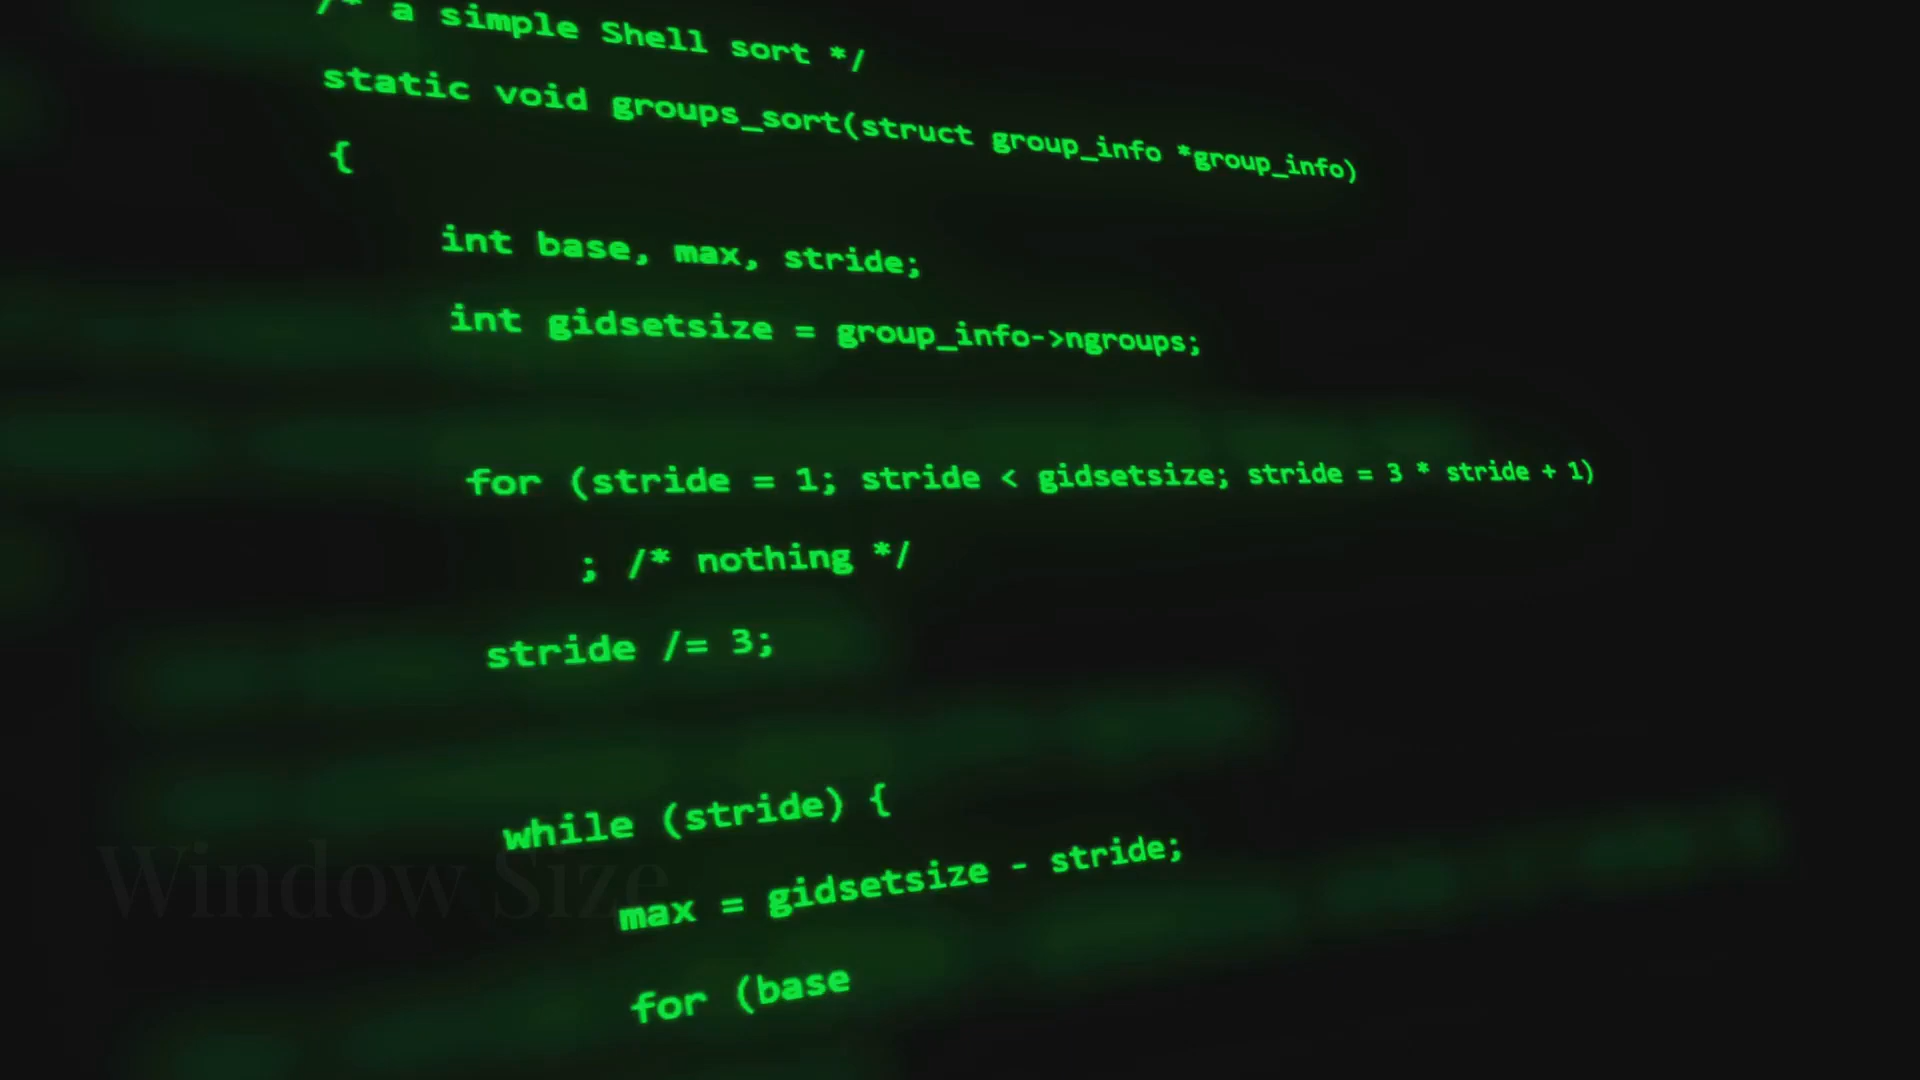 /* a simple Shell sort */
static void groups_sort(struct group_info *group_info)
{
int base, max, stride;
int gidsetsize = group_info->ngroups;
for (stride = 1; stride < gidsetsize; stride = 3 * stride + 1)
; /* nothing */
stride /= 3;
while (stride) {
max = gidsetsize - stride;
for (base
Window Size